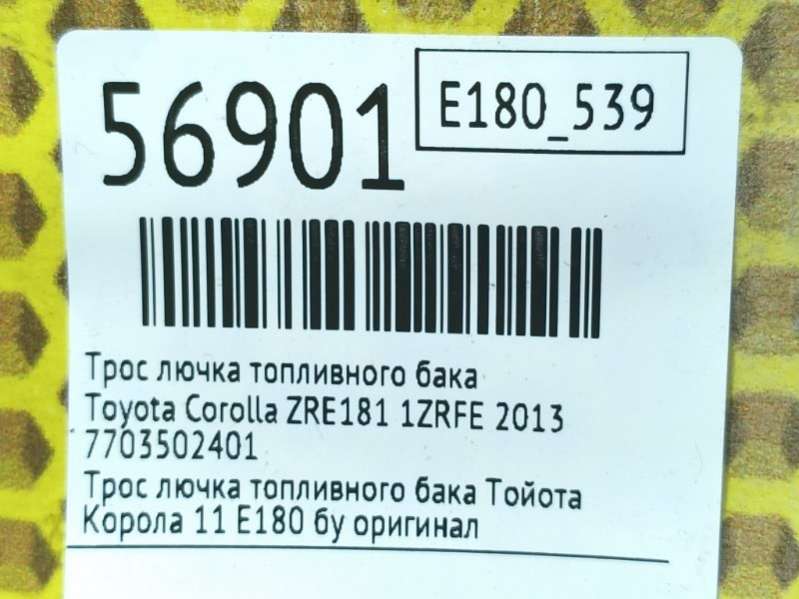 56901
E180_539
Трос лючка топливного бака
Toyota Corolla ZRE181 1ZRFE 2013
7703502401
Трос лючка топливного бака Тойота
Корола 11 Е180 бу оригинал